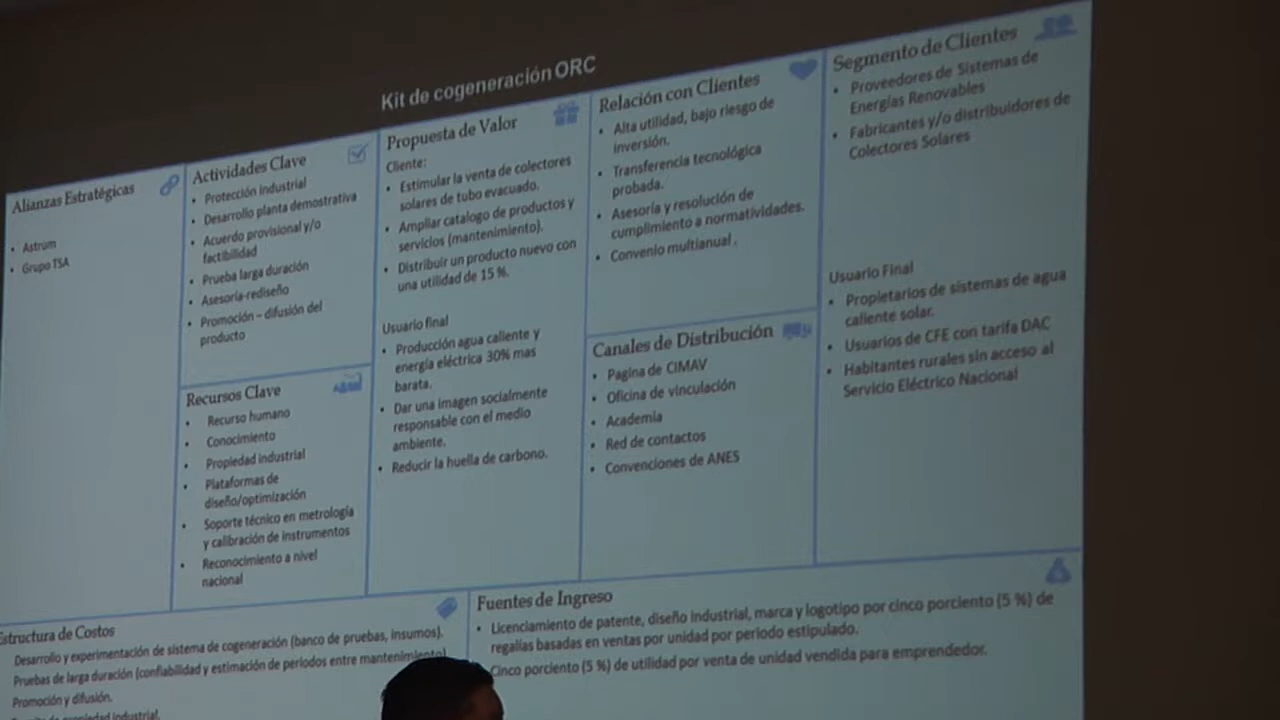 Kit de cogeneración ORC
Alianzas Estratégicas
• Astrum
• Grupo TSA
Actividades Clave
• Protección industrial
• Desarrollo planta demostrativa
• Acuerdo provisional y/o
factibilidad
• Prueba larga duración
• Asesoría-rediseño
• Promoción – difusión del
producto
Recursos Clave
• Recurso humano
• Conocimiento
• Propiedad industrial
• Plataformas de
diseño/optimización
• Soporte técnico en metrología
y calibración de instrumentos
• Reconocimiento a nivel
nacional
Propuesta de Valor
Cliente:
• Estimular la venta de colectores
solares de tubo evacuado.
• Ampliar catalogo de productos y
servicios (mantenimiento).
• Distribuir un producto nuevo con
una utilidad de 15 %.
Usuario final
• Producción agua caliente y
energía eléctrica 30% mas
barata.
• Dar una imagen socialmente
responsable con el medio
ambiente.
• Reducir la huella de carbono.
Relación con Clientes
• Alta utilidad, bajo riesgo de
inversión.
• Transferencia tecnológica
probada.
• Asesoría y resolución de
cumplimiento a normatividades.
• Convenio multianual .
Canales de Distribución
• Pagina de CIMAV
• Oficina de vinculación
• Academia
• Red de contactos
• Convenciones de ANES
Segmento de Clientes
• Proveedores de Sistemas de
Energías Renovables
• Fabricantes y/o distribuidores de
Colectores Solares
Usuario Final
• Propietarios de sistemas de agua
caliente solar.
• Usuarios de CFE con tarifa DAC
• Habitantes rurales sin acceso al
Servicio Eléctrico Nacional
Estructura de Costos
Desarrollo y experimentación de sistema de cogeneración (banco de pruebas, insumos).
Pruebas de larga duración (confiabilidad y estimación de periodos entre mantenimiento)
Promoción y difusión.
de propiedad industrial.
Fuentes de Ingreso
• Licenciamiento de patente, diseño industrial, marca y logotipo por cinco porciento (5 %) de
regalías basadas en ventas por unidad por periodo estipulado.
Cinco porciento (5 %) de utilidad por venta de unidad vendida para emprendedor.